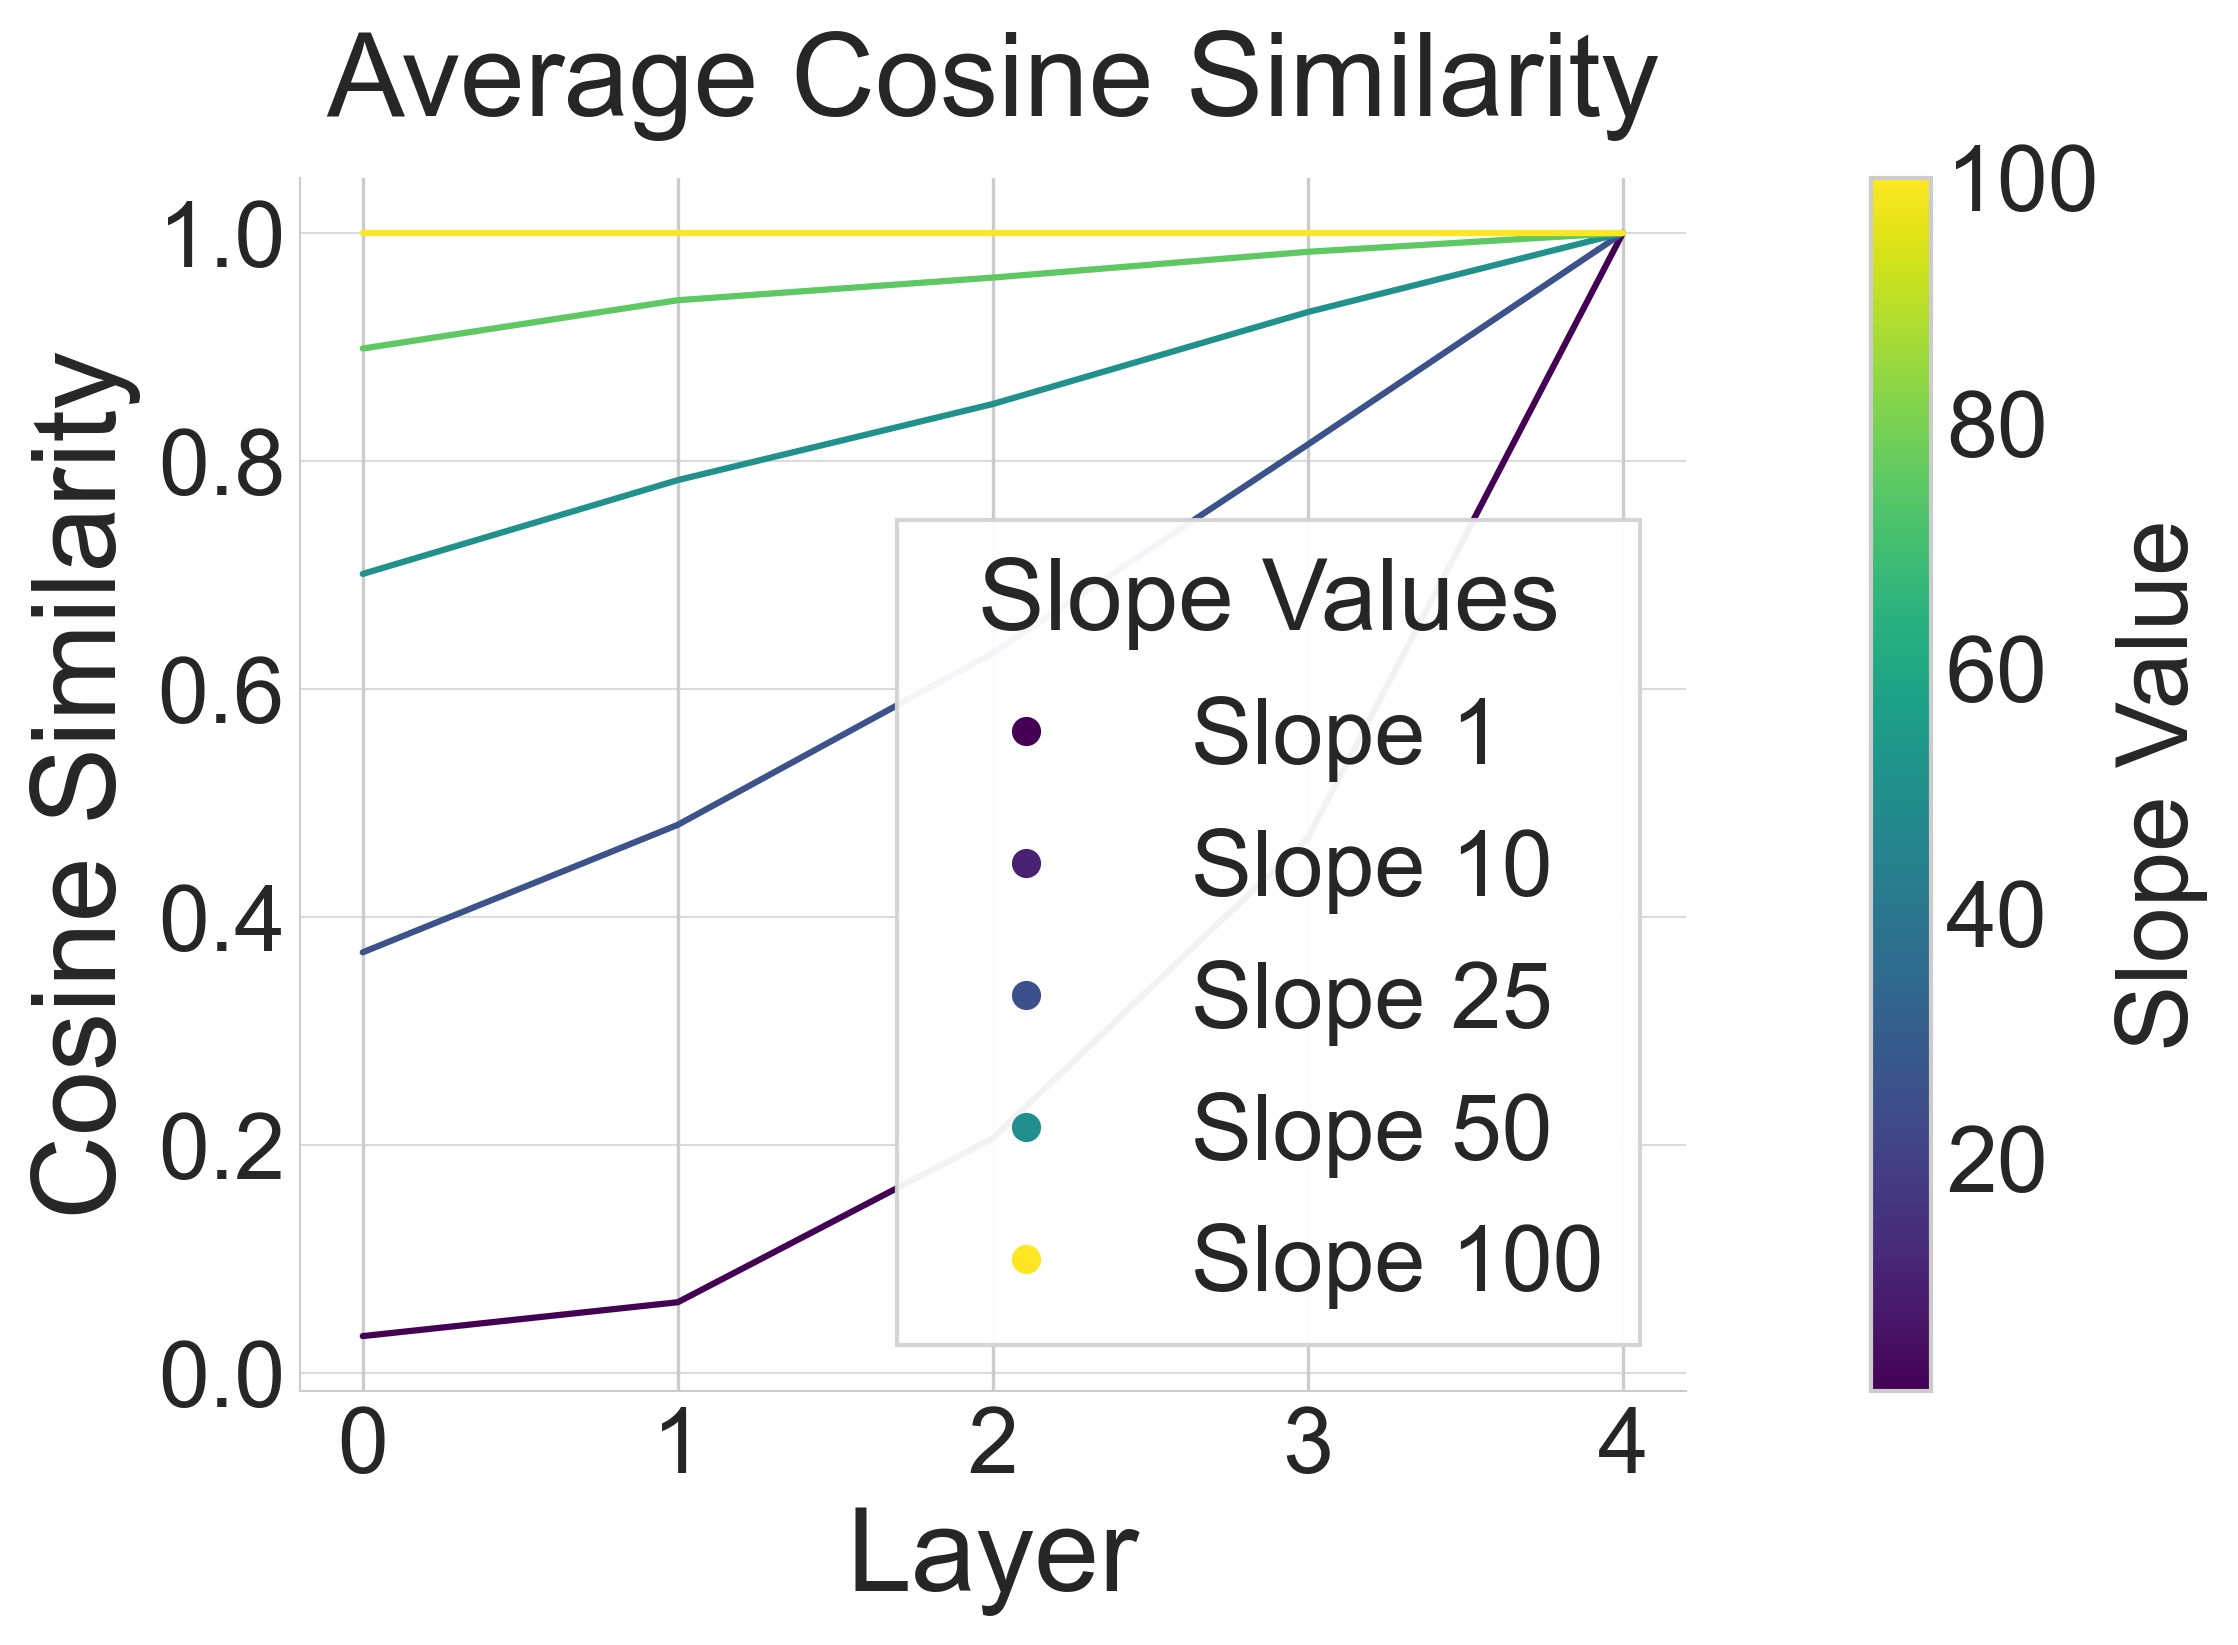 Average Cosine Similarity
Cosine Similarity
1.0
0.8
0.6
0.4
0.2
0.0
0
1
2
3
4
Layer
Slope Values
Slope 1
Slope 10
Slope 25
Slope 50
Slope 100
100
80
60
40
20
Slope Value